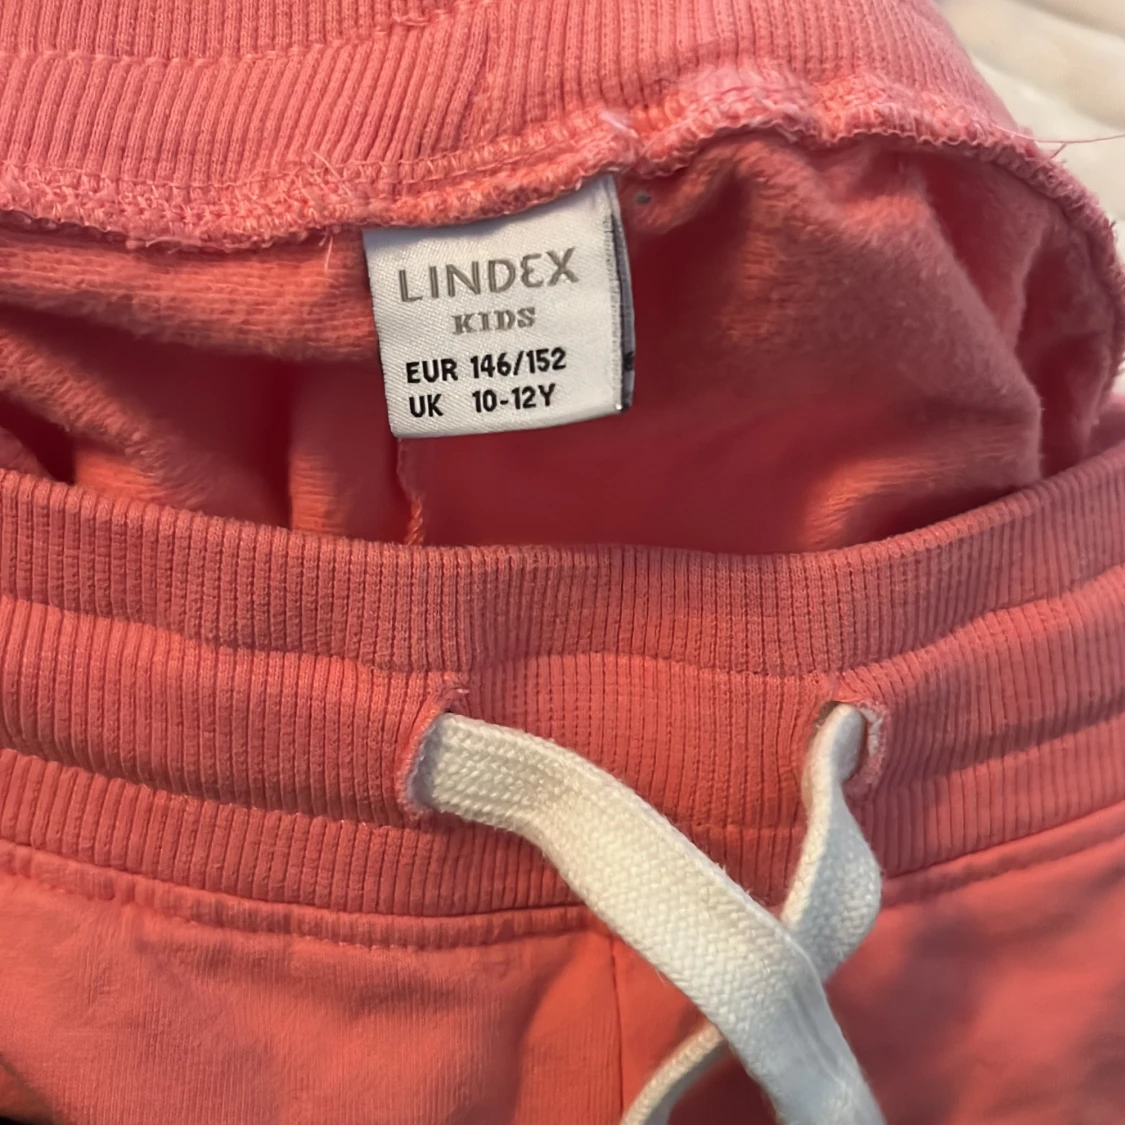 LINDEX
KIDS
EUR 146/152
UK 10-12Y